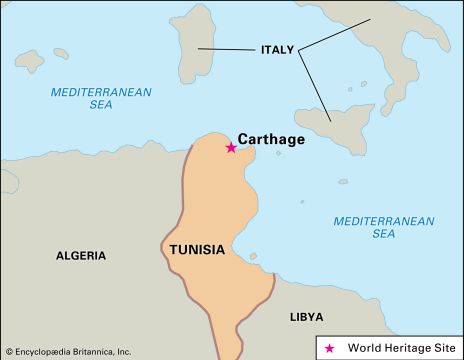 ITALY
MEDITERRANEAN
SEA
Carthage
MEDITERRANEAN
SEA
TUNISIA
ALGERIA
LIBYA
World Heritage Site
© Encyclopædia Britannica, Inc.